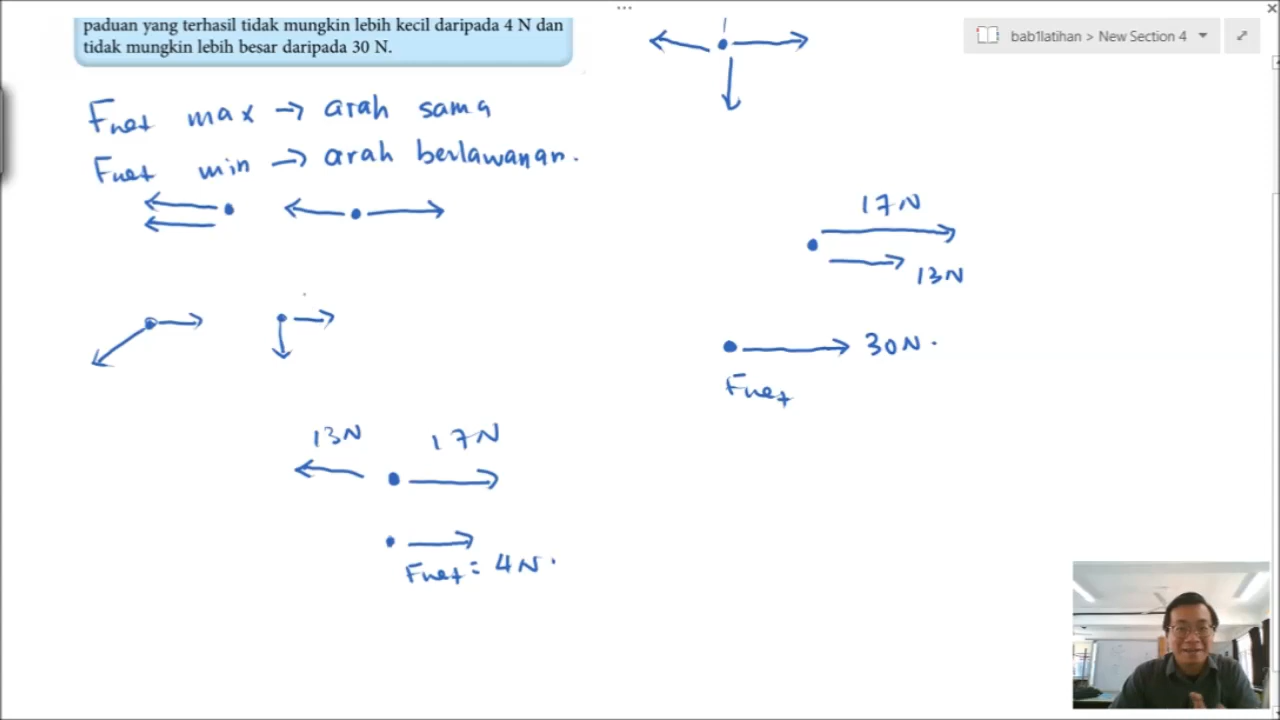 paduan yang terhasil tidak mungkin lebih kecil daripada 4 N dan
tidak mungkin lebih besar daripada 30 N.
bab1latihan > New Section 4
Fnet max → arah sama
Fnet min → arah berlawanan.
17N
13N
30N.
Fnet
13N 17N
Fnet = 4N.